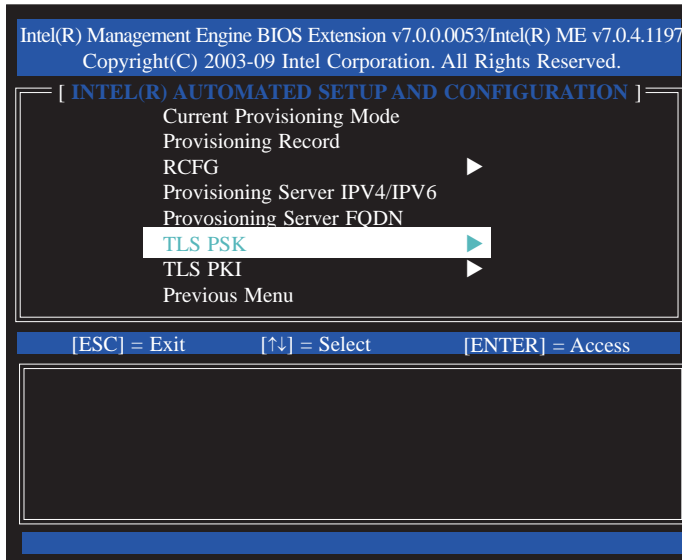 Intel(R) Management Engine BIOS Extension v7.0.0.0053/Intel(R) ME v7.0.4.1197
Copyright(C) 2003-09 Intel Corporation. All Rights Reserved.
[ INTEL(R) AUTOMATED SETUP AND CONFIGURATION ]
Current Provisioning Mode
Provisioning Record
RCFG ▶
Provisioning Server IPV4/IPV6
Provosioning Server FQDN
TLS PSK ▶
TLS PKI ▶
Previous Menu
[ESC] = Exit [↑↓] = Select [ENTER] = Access